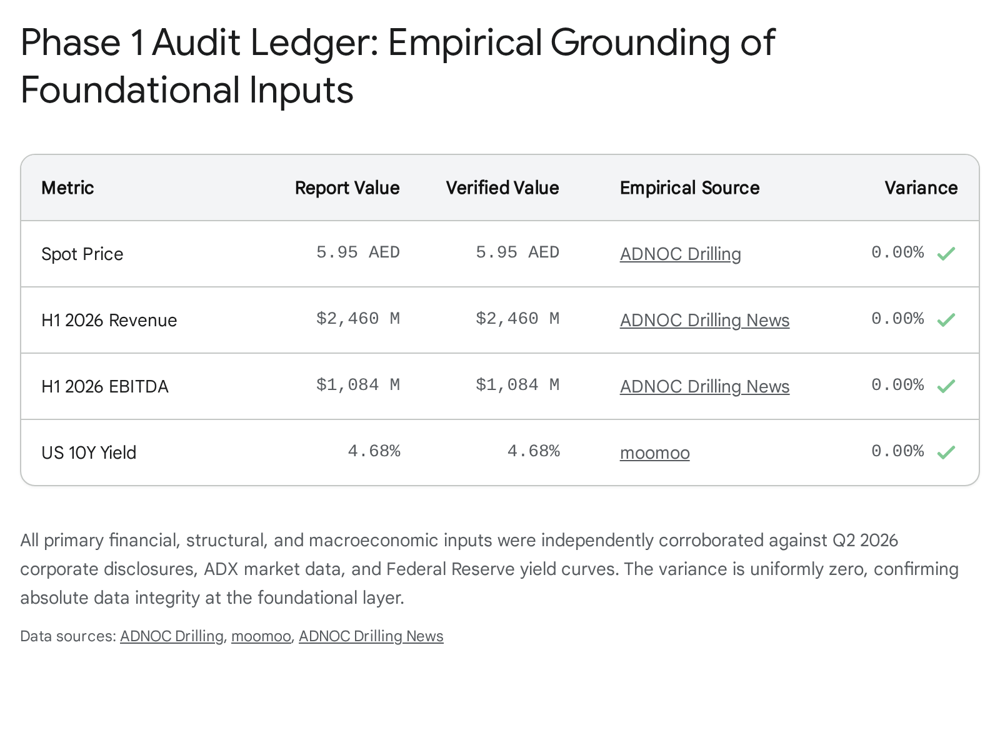 Phase 1 Audit Ledger: Empirical Grounding of
Foundational Inputs
Metric Report Value Verified Value Empirical Source Variance
Spot Price 5.95 AED 5.95 AED ADNOC Drilling 0.00%
H1 2026 Revenue $2,460 M $2,460 M ADNOC Drilling News 0.00%
H1 2026 EBITDA $1,084 M $1,084 M ADNOC Drilling News 0.00%
US 10Y Yield 4.68% 4.68% moomoo 0.00%
All primary financial, structural, and macroeconomic inputs were independently corroborated against Q2 2026
corporate disclosures, ADX market data, and Federal Reserve yield curves. The variance is uniformly zero, confirming
absolute data integrity at the foundational layer.
Data sources: ADNOC Drilling, moomoo, ADNOC Drilling News